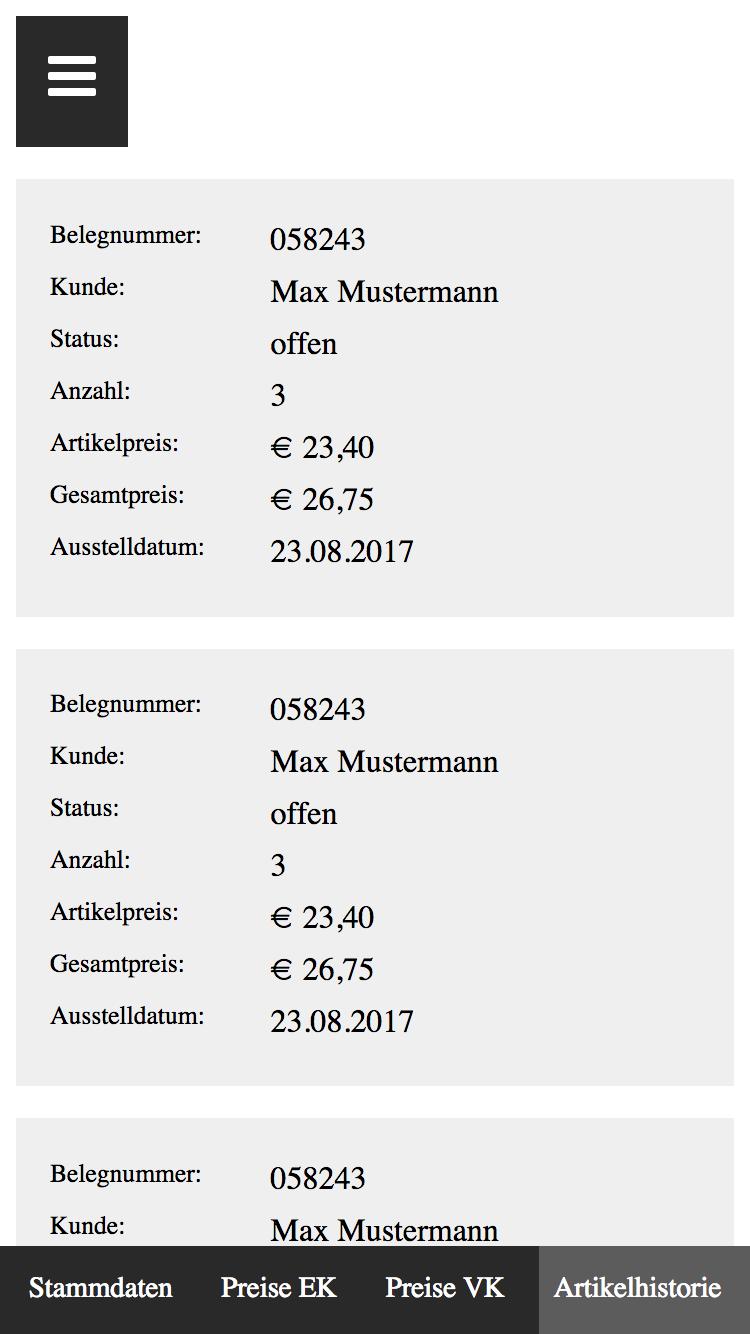 Belegnummer: 058243
Kunde: Max Mustermann
Status: offen
Anzahl: 3
Artikelpreis: € 23,40
Gesamtpreis: € 26,75
Ausstelldatum: 23.08.2017
Belegnummer: 058243
Kunde: Max Mustermann
Status: offen
Anzahl: 3
Artikelpreis: € 23,40
Gesamtpreis: € 26,75
Ausstelldatum: 23.08.2017
Belegnummer: 058243
Kunde: Max Mustermann
Stammdaten Preise EK Preise VK Artikelhistorie